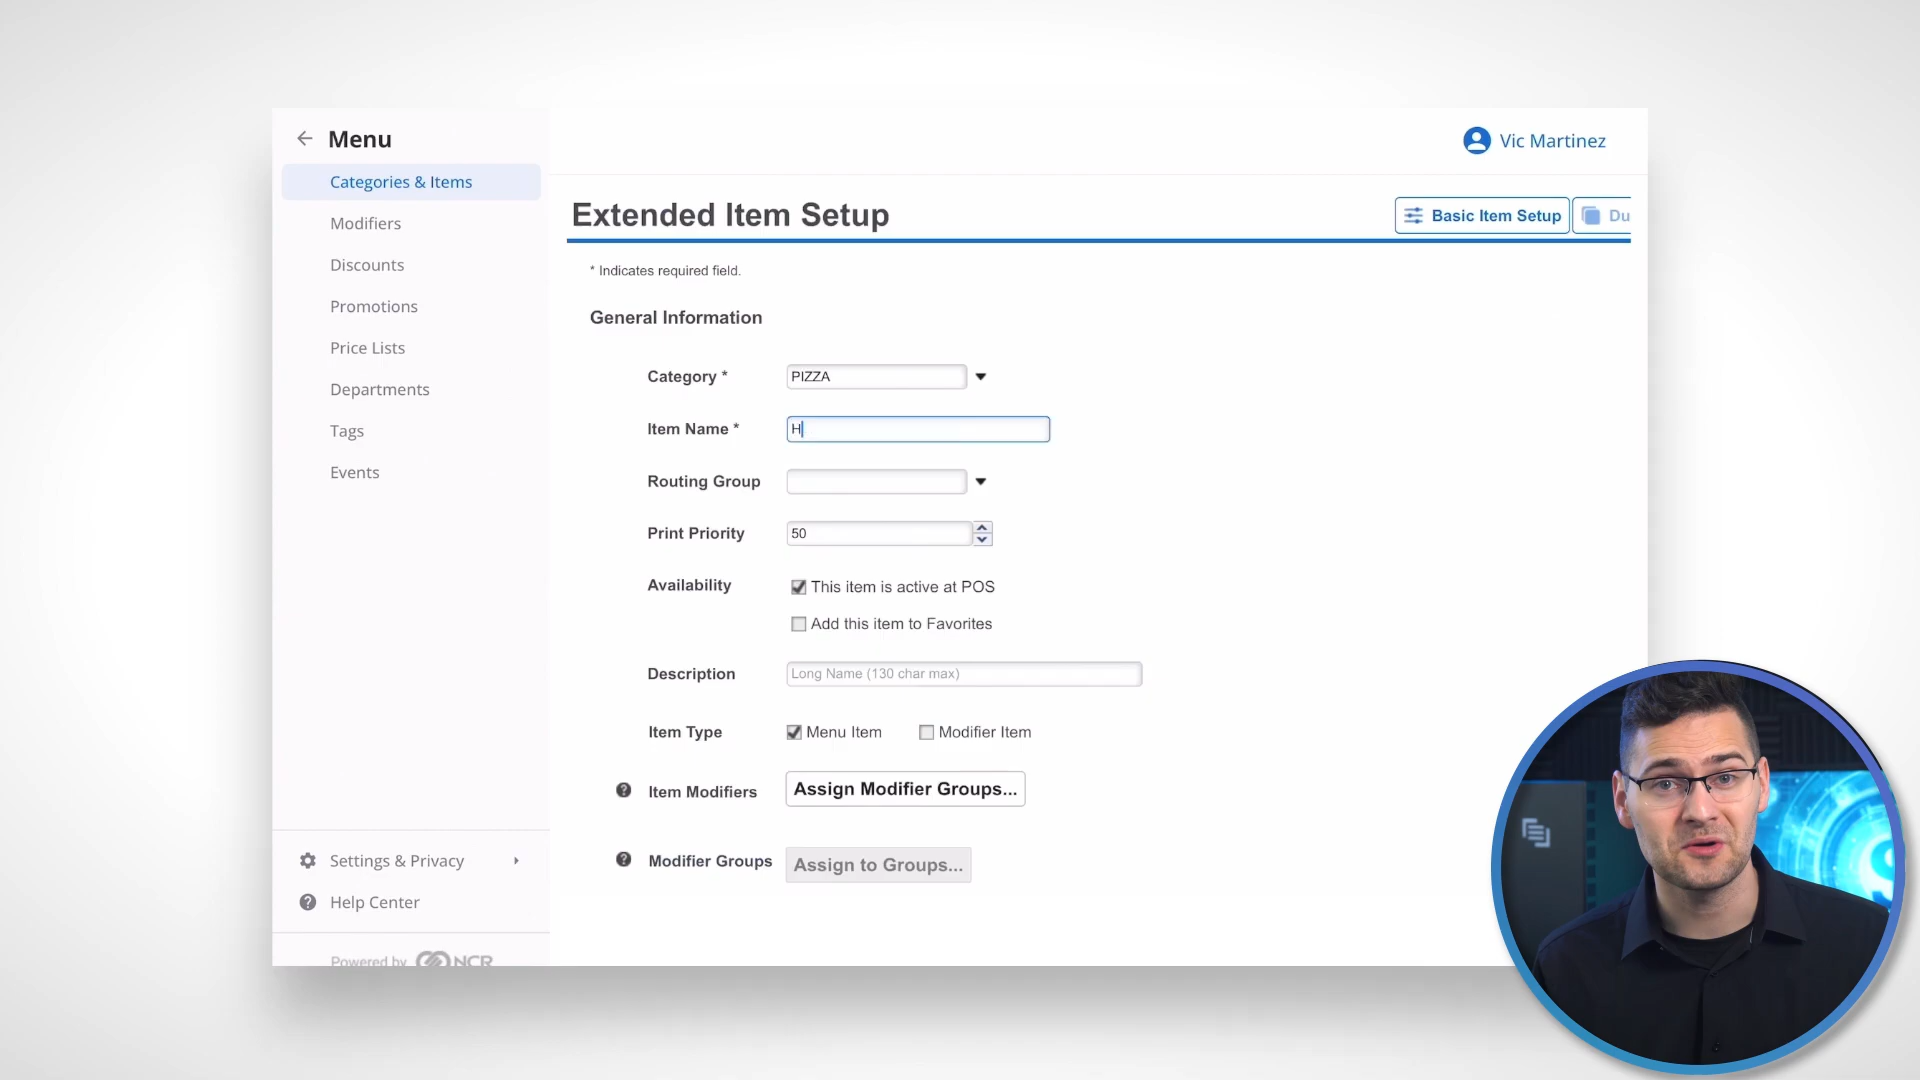 Menu
Categories & Items
Modifiers
Discounts
Promotions
Price Lists
Departments
Tags
Events
Settings & Privacy
Help Center
Powered by NCR
Vic Martinez
Extended Item Setup
Basic Item Setup
Du
* Indicates required field.
General Information
Category * PIZZA
Item Name * H
Routing Group
Print Priority 50
Availability This item is active at POS
Add this item to Favorites
Description Long Name (130 char max)
Item Type Menu Item Modifier Item
Item Modifiers Assign Modifier Groups...
Modifier Groups Assign to Groups...